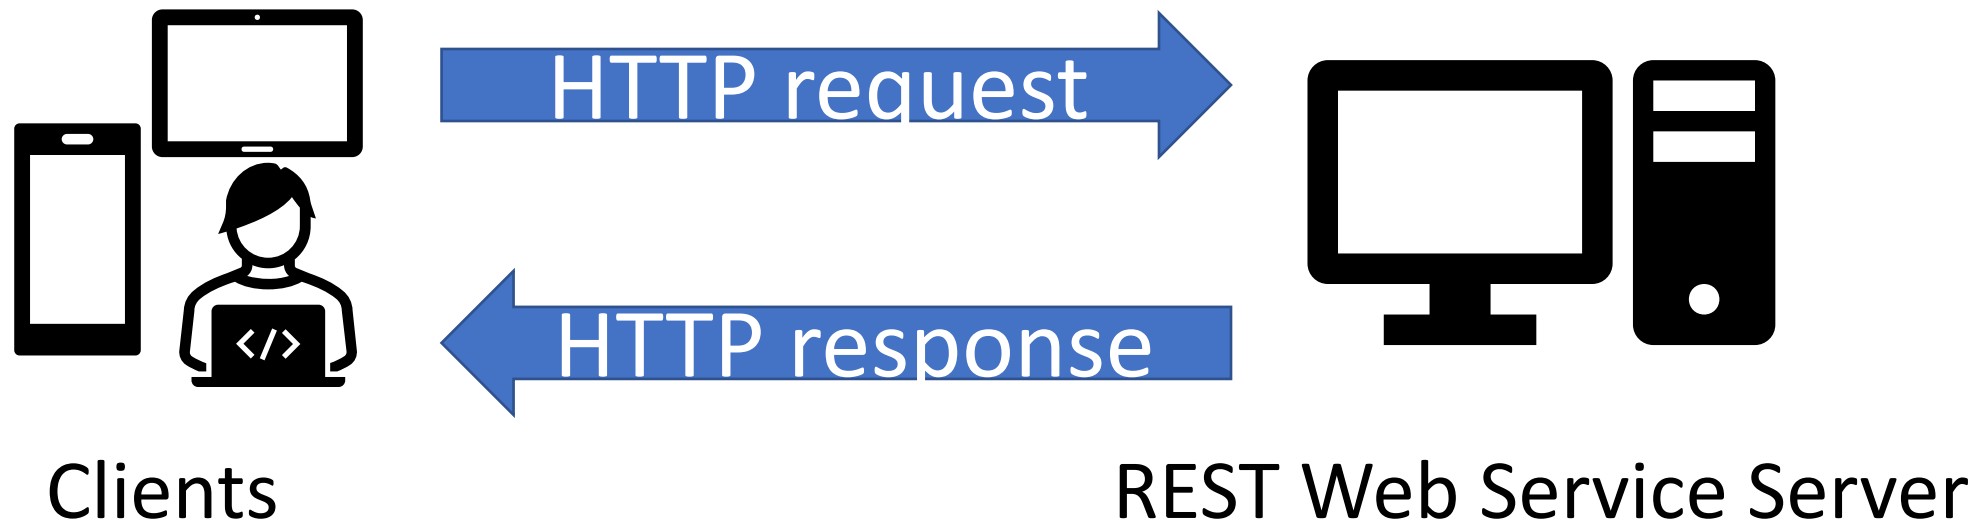 HTTP request
</>
HTTP response
Clients
REST Web Service Server